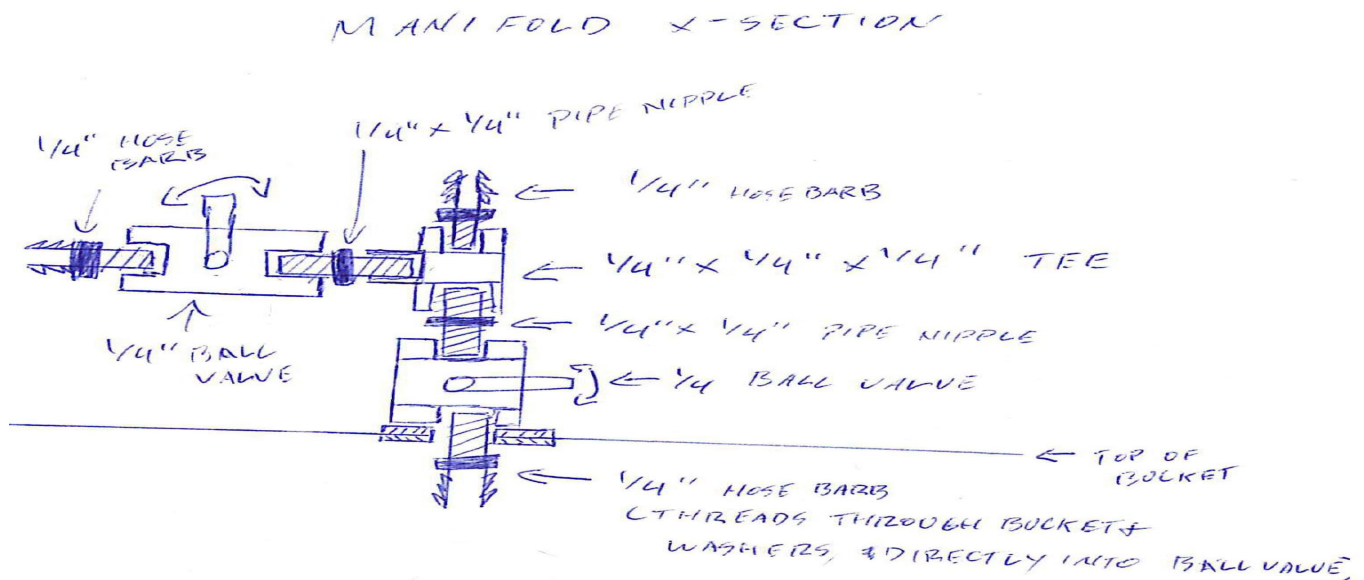 MANIFOLD X-SECTION
1/4" X 1/4" PIPE NIPPLE
1/4" HOSE
BARB
1/4" HOSE BARB
1/4" X 1/4" X 1/4" TEE
1/4" X 1/4" PIPE NIPPLE
1/4" BALL
VALVE
1/4 BALL VALVE
TOP OF
BUCKET
1/4" HOSE BARB
(THREADS THROUGH BUCKET &
WASHERS, & DIRECTLY INTO BALL VALVE,